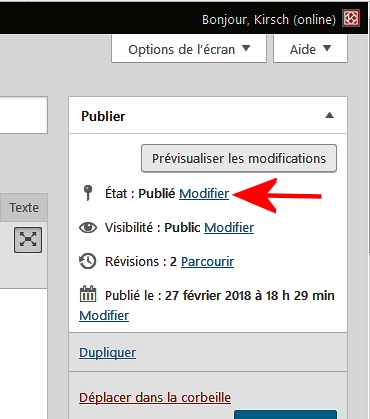 Bonjour, Kirsch (online)
Options de l'écran
Aide
Publier
Prévisualiser les modifications
Texte
État : Publié Modifier
Visibilité : Public Modifier
Révisions : 2 Parcourir
Publié le : 27 février 2018 à 18 h 29 min
Modifier
Dupliquer
Déplacer dans la corbeille